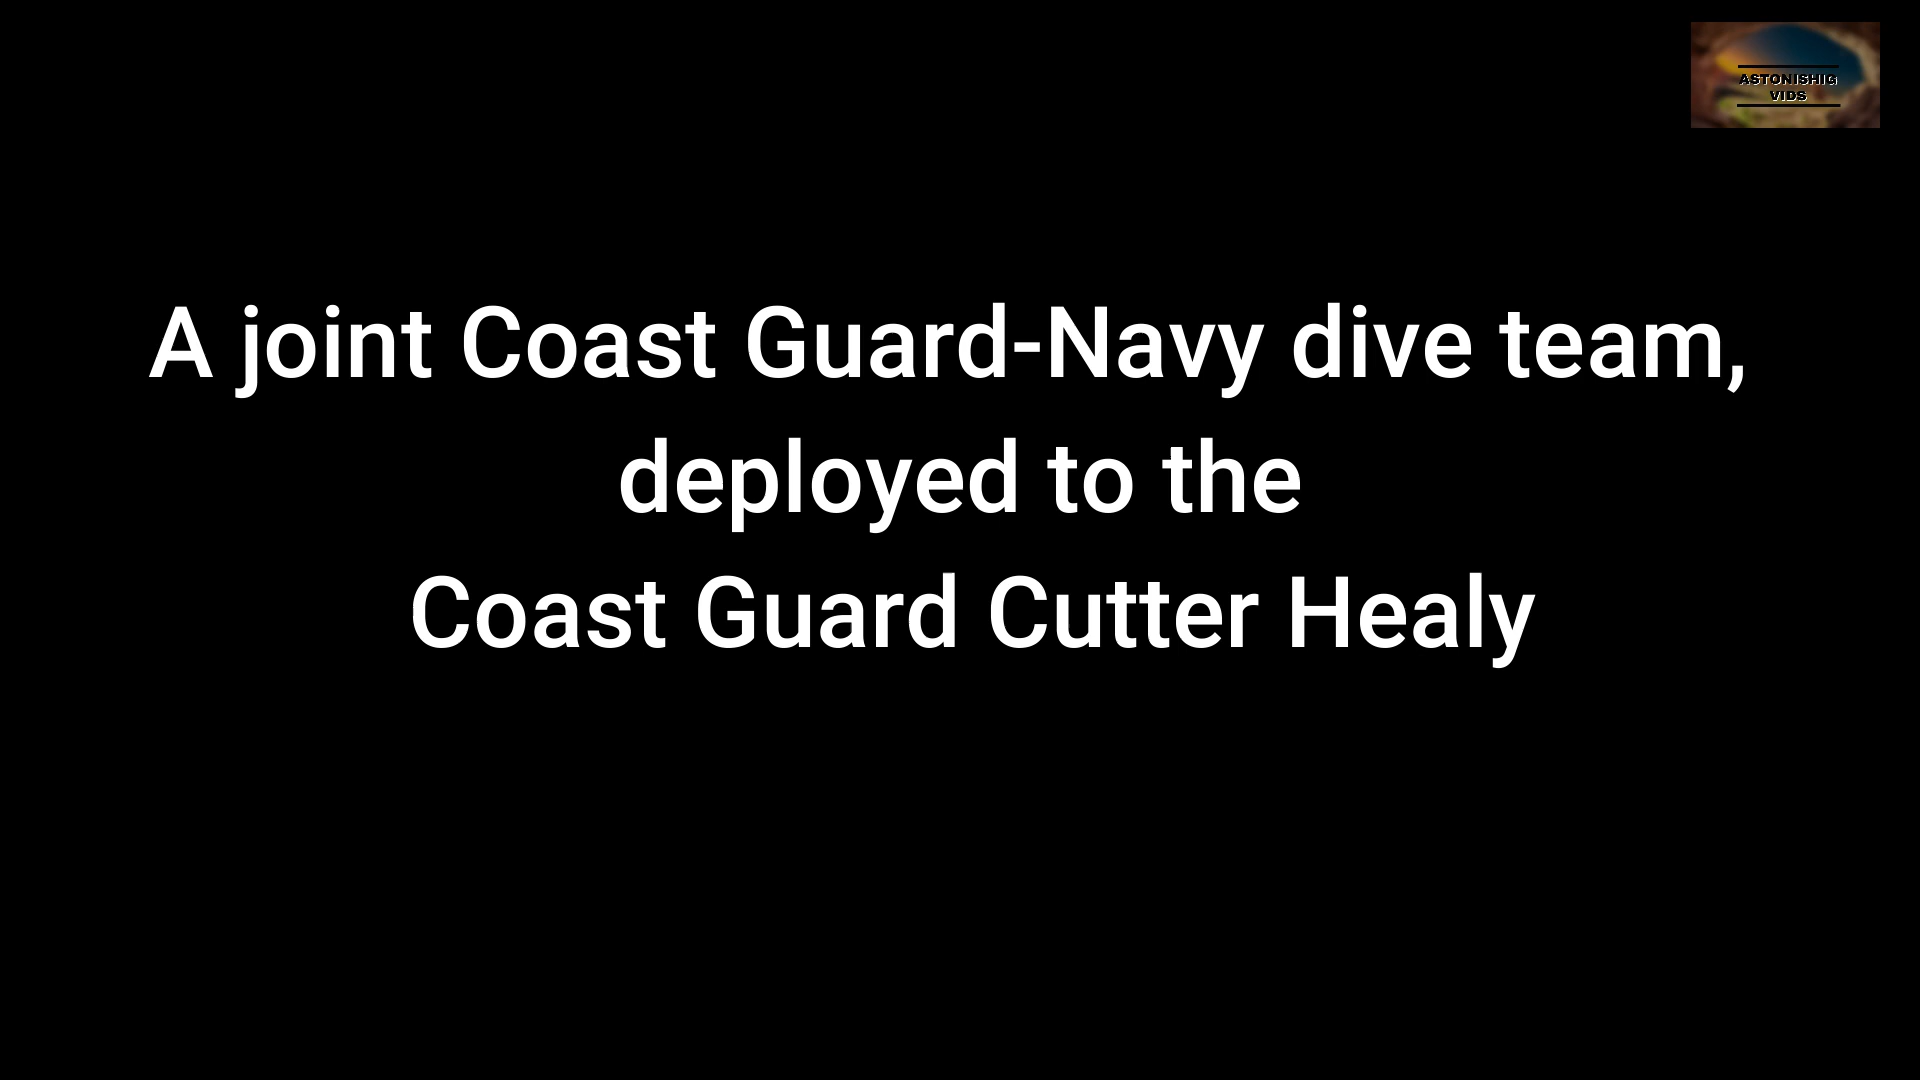 ASTONISHIG
VIDS
A joint Coast Guard-Navy dive team,
deployed to the
Coast Guard Cutter Healy